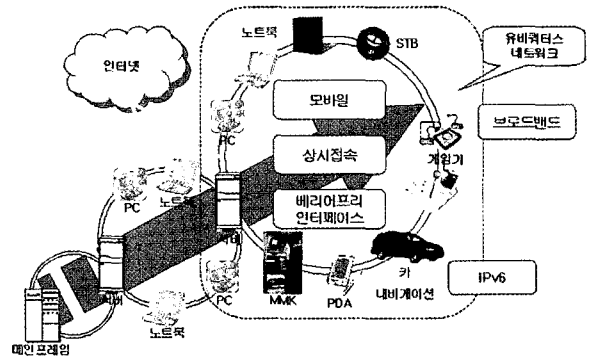 노트북
STB
유비쿼터스
네트워크
인터넷
모바일
브로드밴드
PC
게임기
상시접속
PC
노트북
베리어프리
인터페이스
서버
카
내비게이션
IPv6
서버
PC
MMK
PDA
노트북
메인프레임